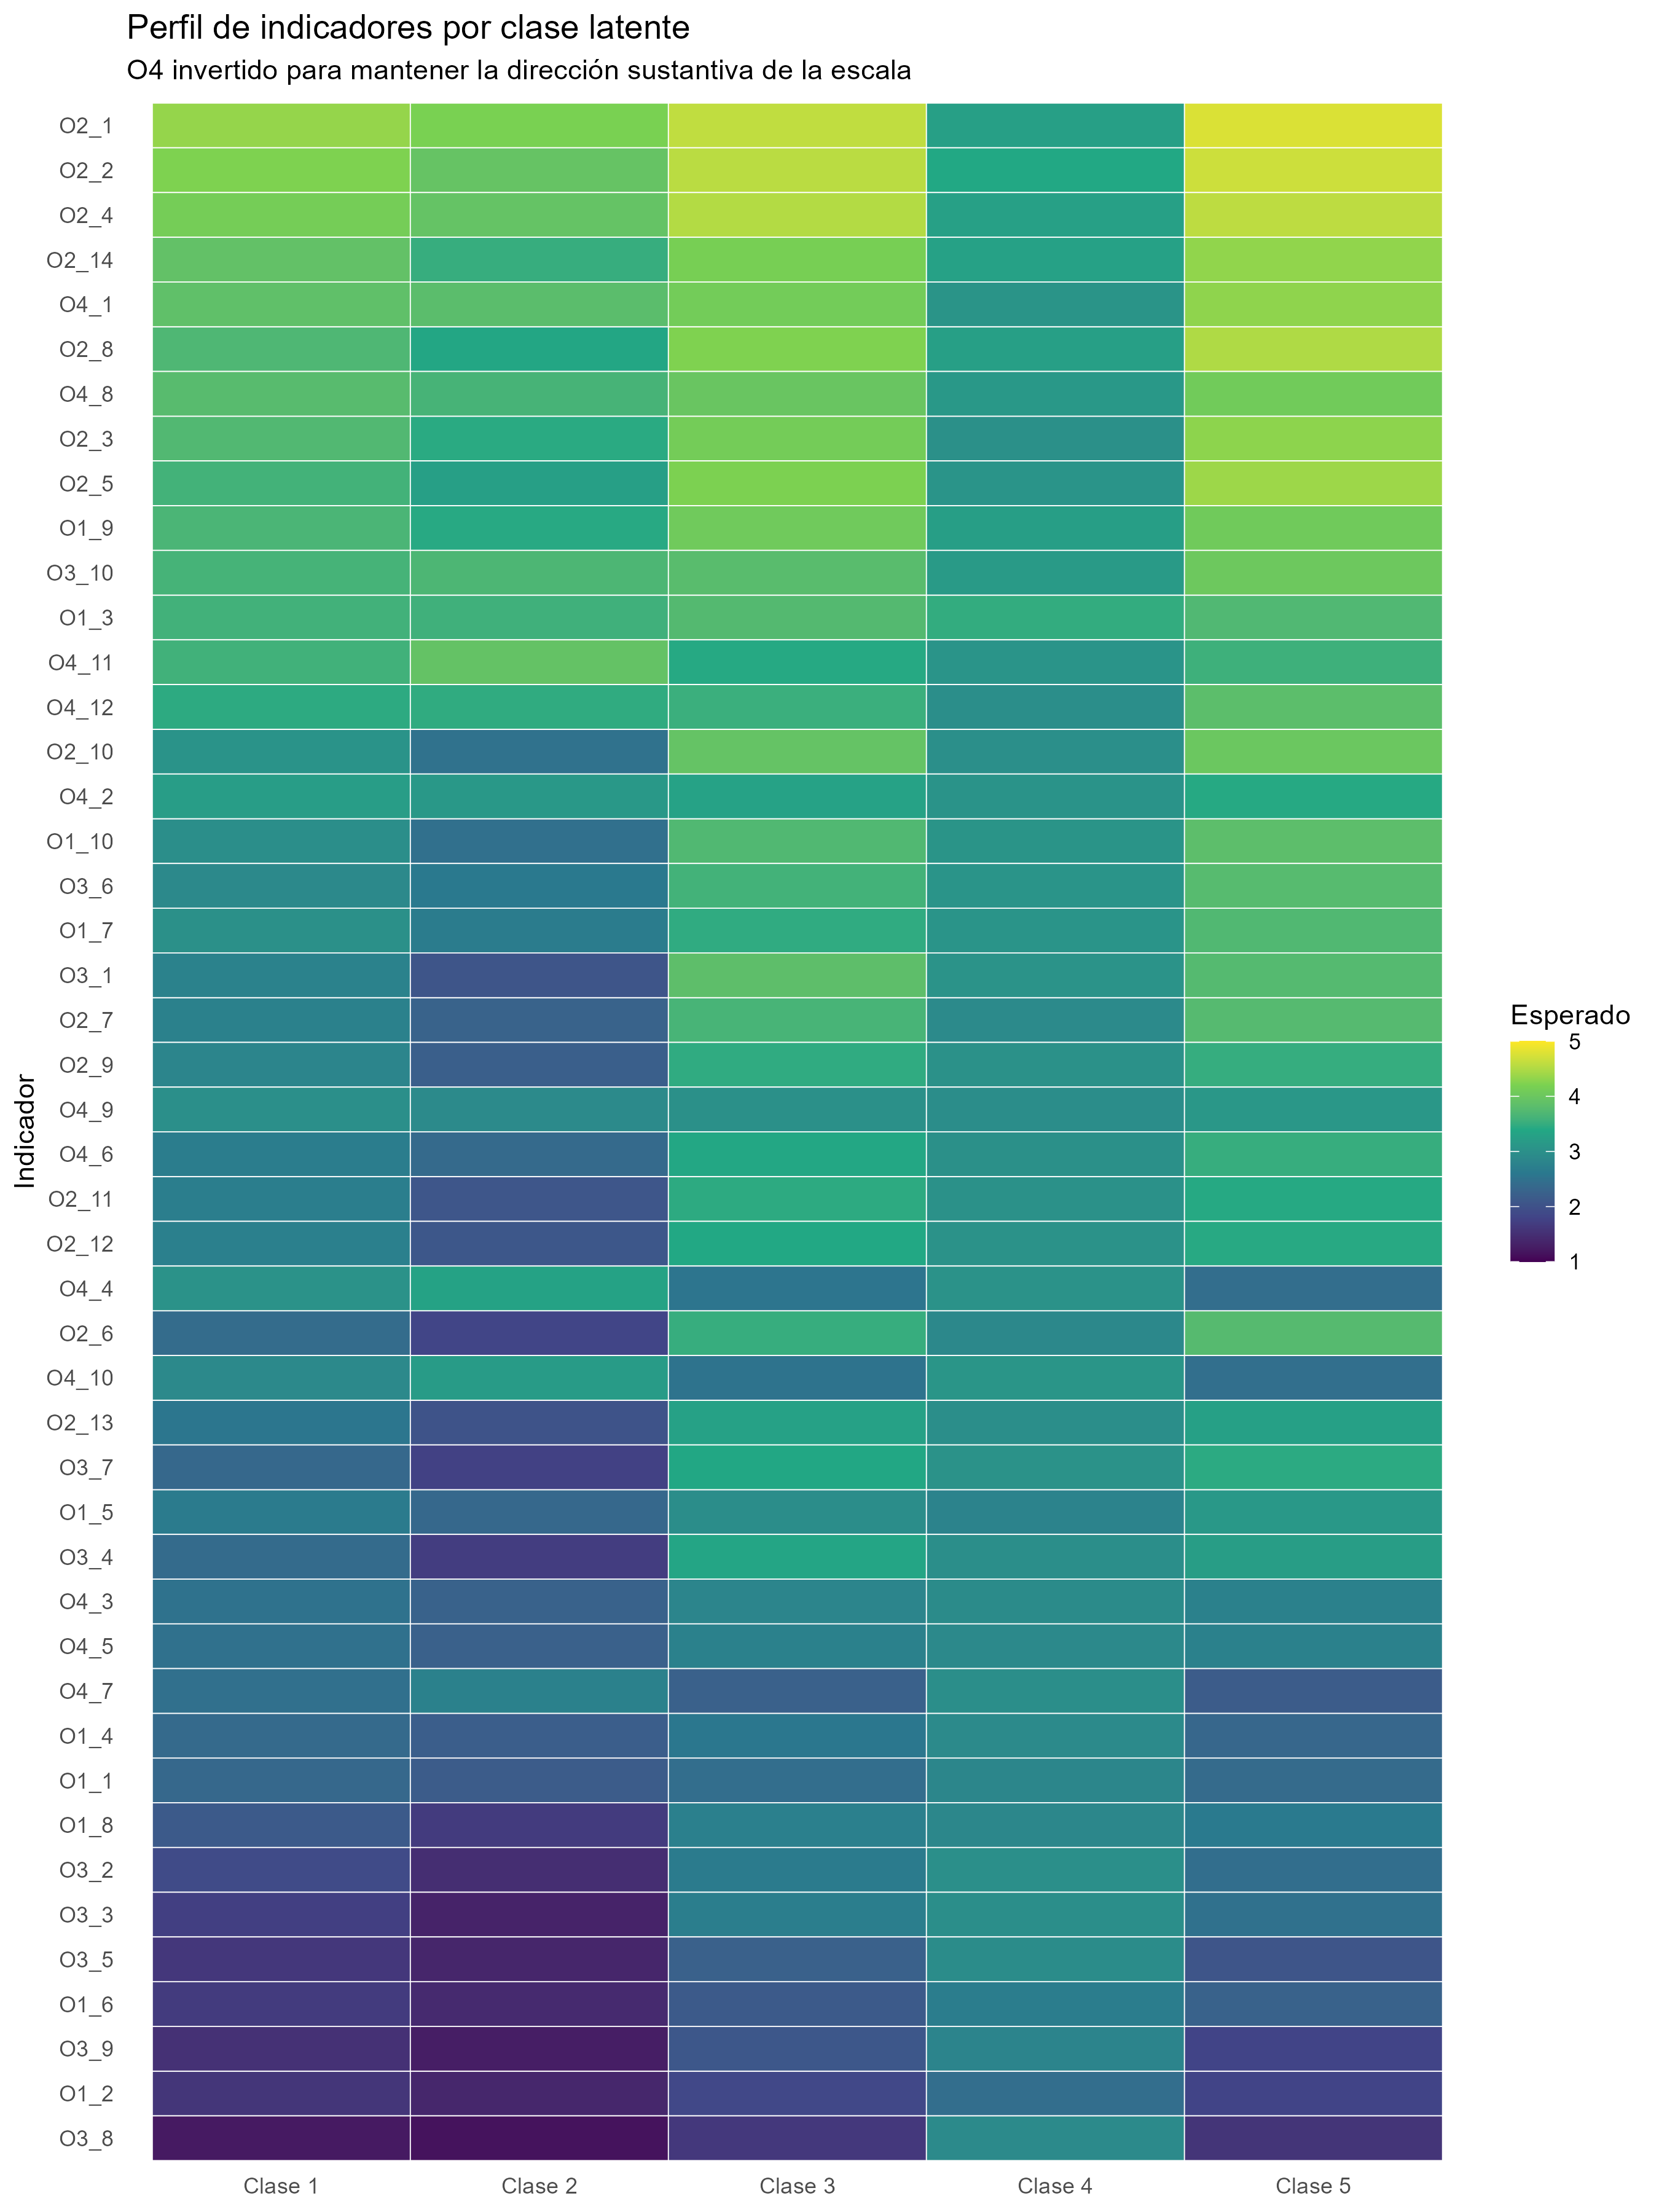 Perfil de indicadores por clase latente
O4 invertido para mantener la dirección sustantiva de la escala
Indicador
O2_1
O2_2
O2_4
O2_14
O4_1
O2_8
O4_8
O2_3
O2_5
O1_9
O3_10
O1_3
O4_11
O4_12
O2_10
O4_2
O1_10
O3_6
O1_7
O3_1
O2_7
O2_9
O4_9
O4_6
O2_11
O2_12
O4_4
O2_6
O4_10
O2_13
O3_7
O1_5
O3_4
O4_3
O4_5
O4_7
O1_4
O1_1
O1_8
O3_2
O3_3
O3_5
O1_6
O3_9
O1_2
O3_8
Clase 1 Clase 2 Clase 3 Clase 4 Clase 5
Esperado
5
4
3
2
1